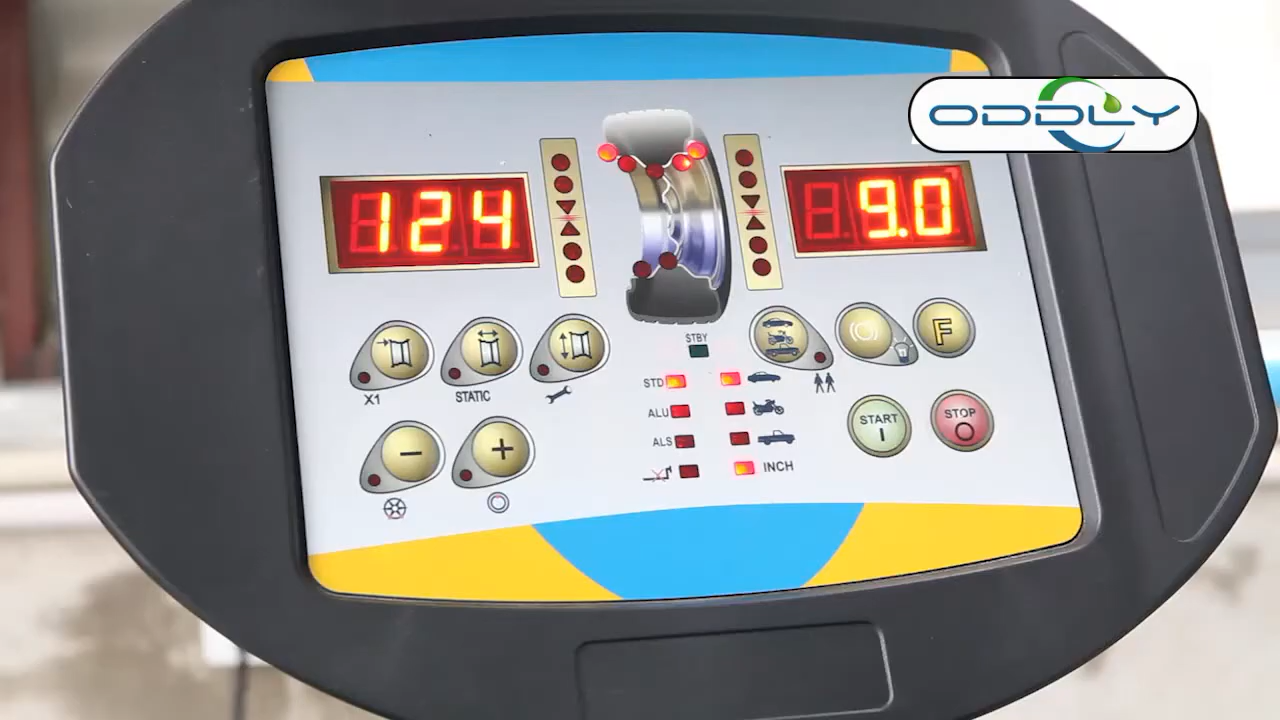 ODDLY
124
9.0
F
X1
STATIC
STBY
STD
ALU
ALS
INCH
START
I
STOP
O